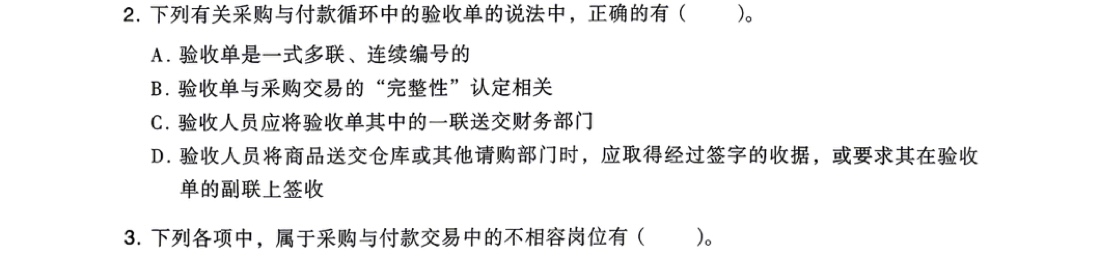 2. 下列有关采购与付款循环中的验收单的说法中，正确的有（　　）。
A. 验收单是一式多联、连续编号的
B. 验收单与采购交易的“完整性”认定相关
C. 验收人员应将验收单其中的一联送交财务部门
D. 验收人员将商品送交仓库或其他请购部门时，应取得经过签字的收据，或要求其在验收
单的副联上签收
3. 下列各项中，属于采购与付款交易中的不相容岗位有（　　）。